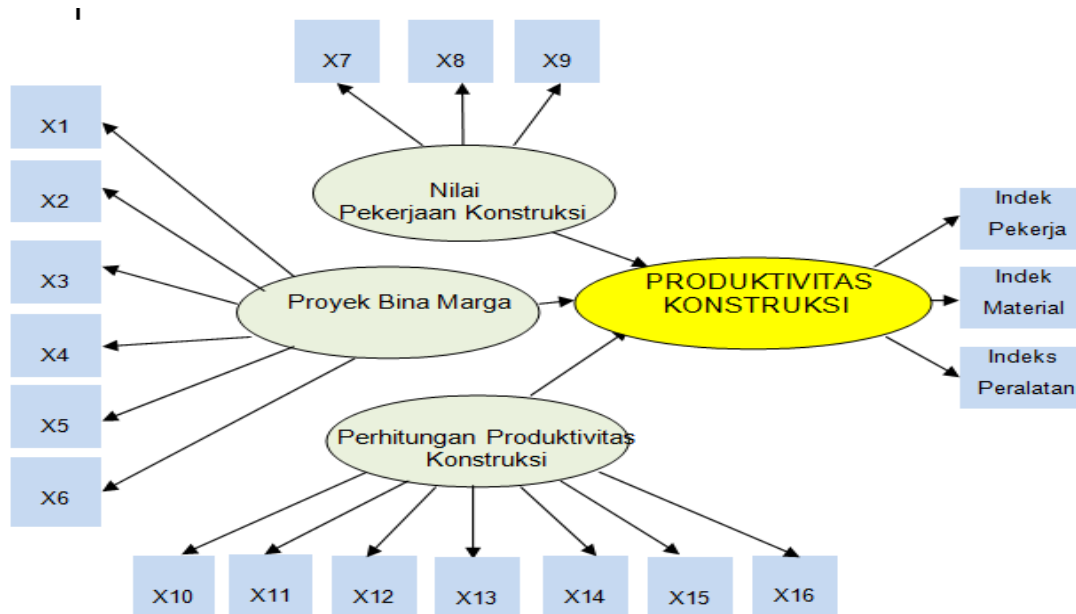 X7
X8
X9
X1
X2
X3
X4
X5
X6
Nilai
Pekerjaan Konstruksi
Proyek Bina Marga
Perhitungan Produktivitas
Konstruksi
PRODUKTIVITAS
KONSTRUKSI
Indek
Pekerja
Indek
Material
Indeks
Peralatan
X10
X11
X12
X13
X14
X15
X16